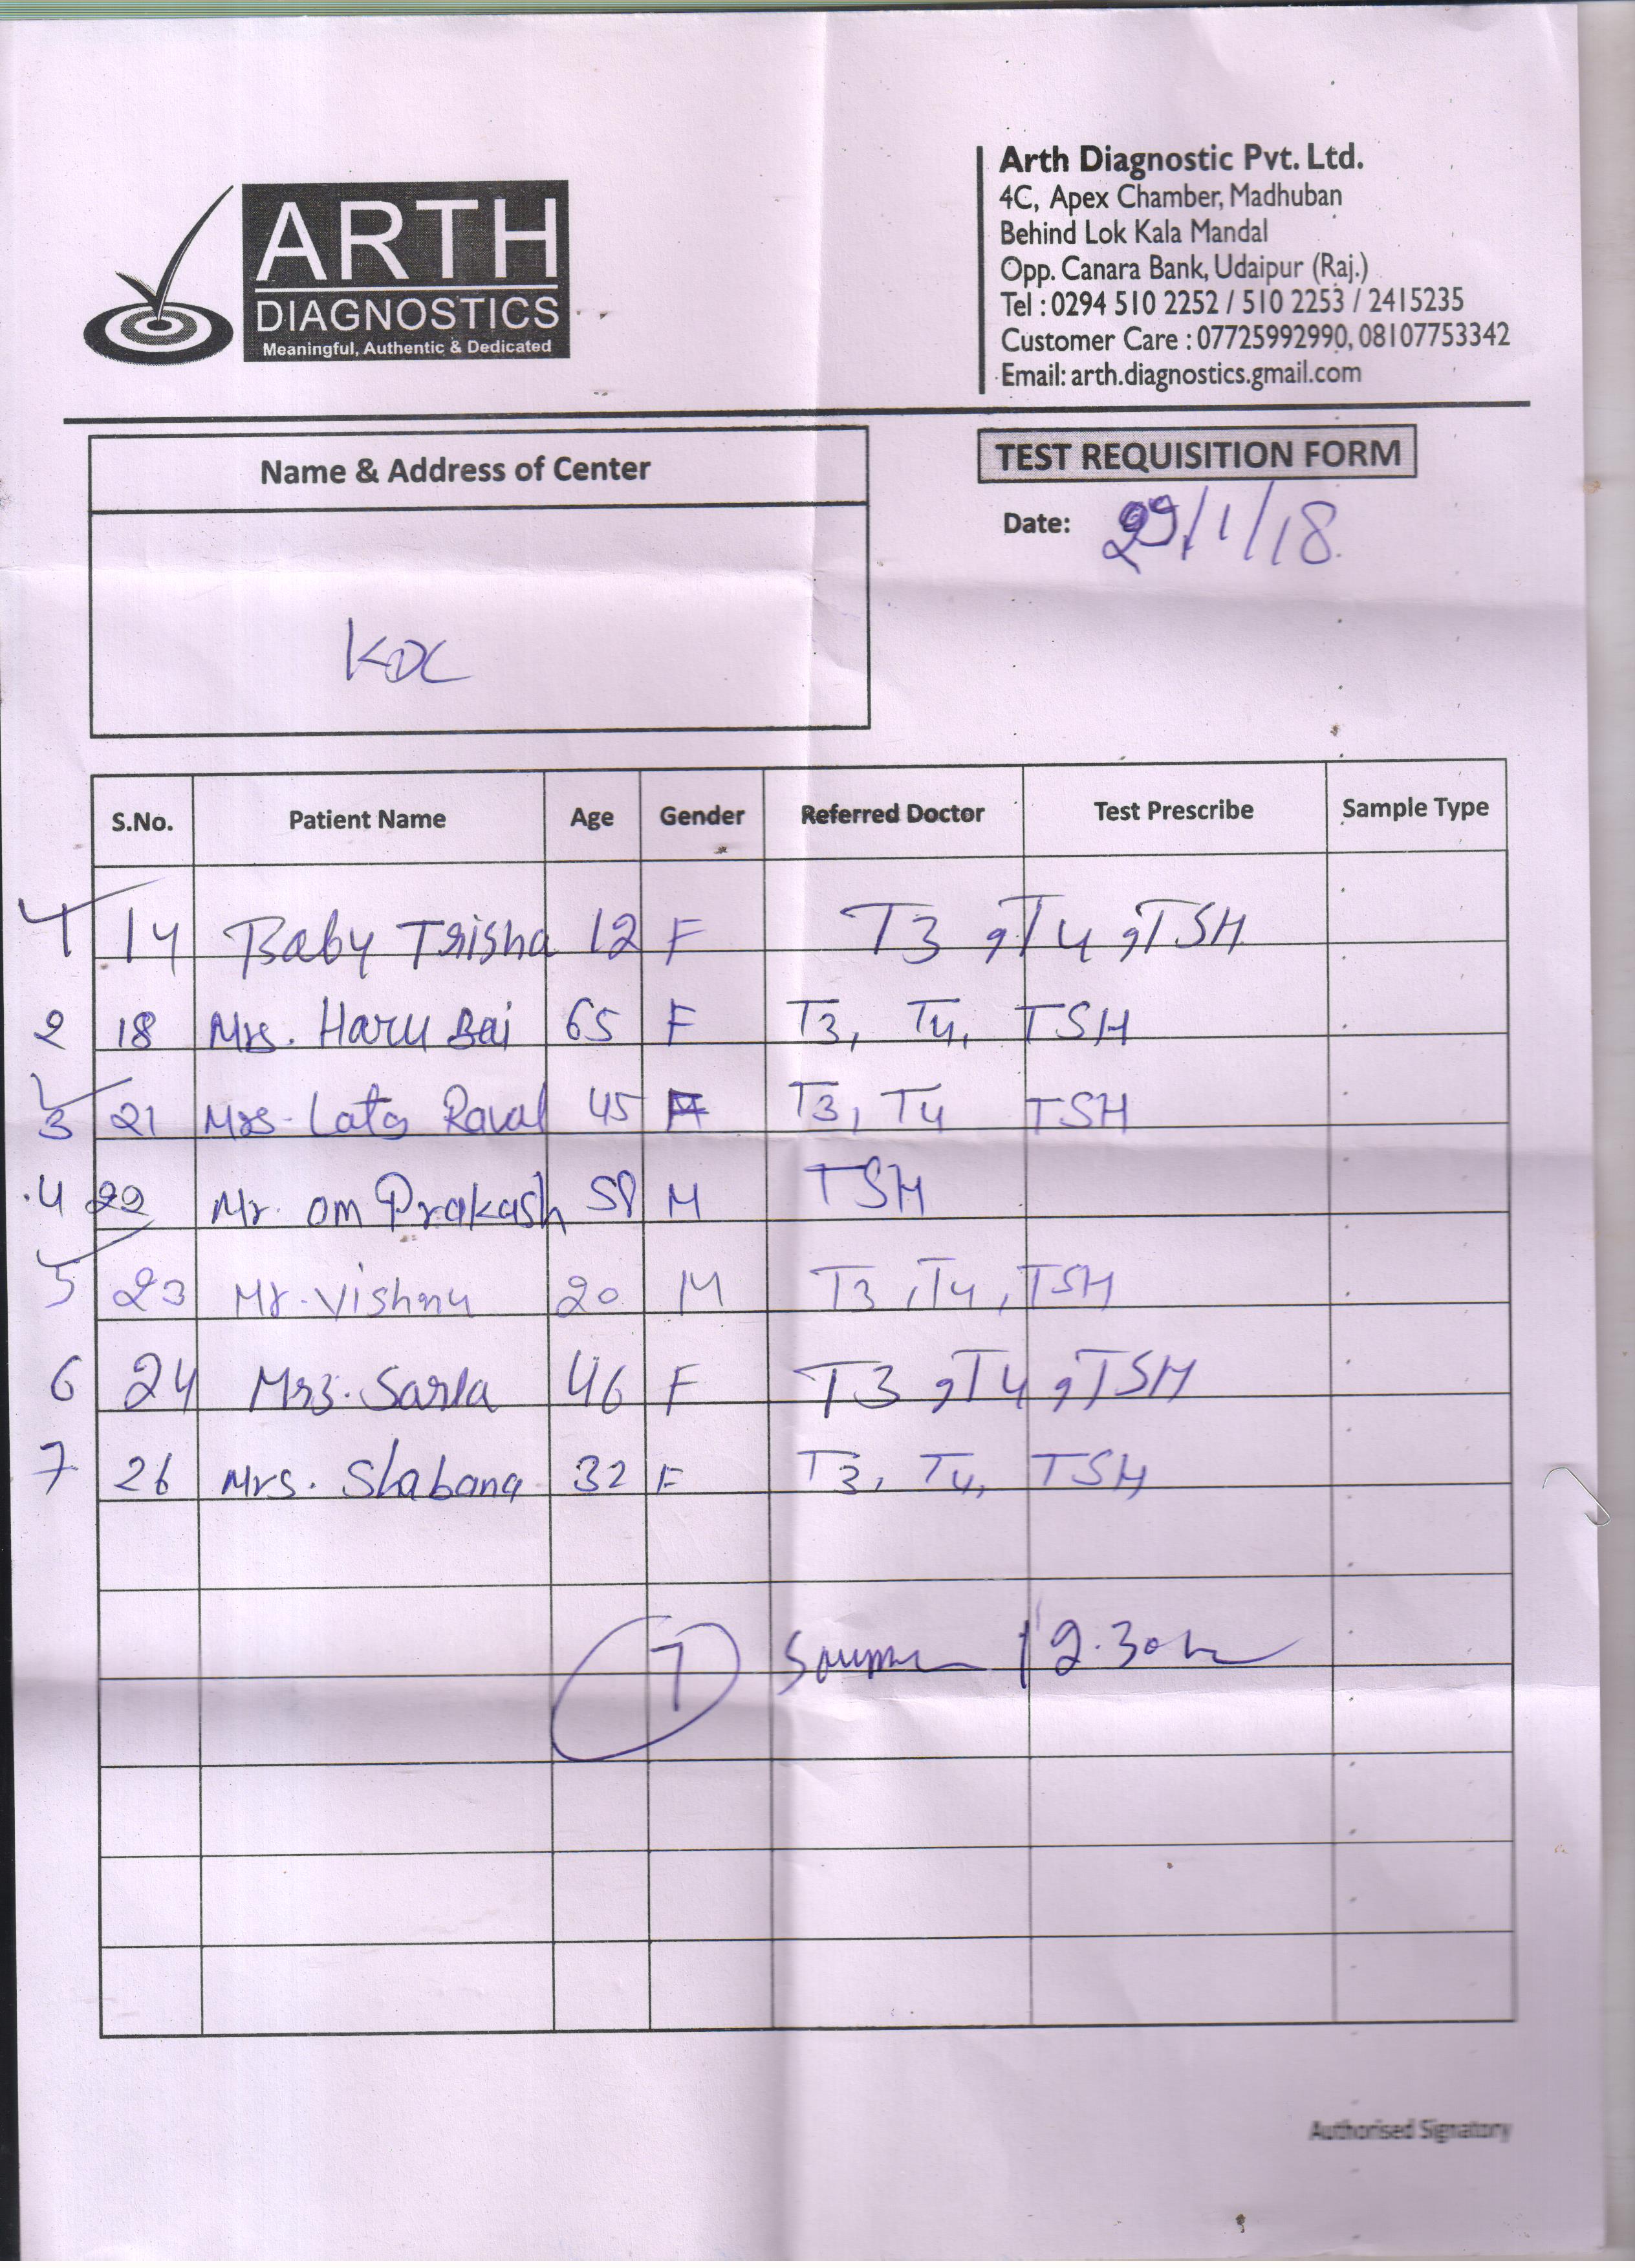 ARTH
DIAGNOSTICS
Meaningful, Authentic & Dedicated
Arth Diagnostic Pvt. Ltd.
4C, Apex Chamber, Madhuban
Behind Lok Kala Mandal
Opp. Canara Bank, Udaipur (Raj.)
Tel : 0294 510 2252 / 510 2253 / 2415235
Customer Care : 07725992990, 08107753342
Email: arth.diagnostics.gmail.com
Name & Address of Center
TEST REQUISITION FORM
Date: 29/1/18
KDC
S.No. Patient Name Age Gender Referred Doctor Test Prescribe Sample Type
1 14 Baby Trisha 12 F T3, T4, TSH
2 18 Mrs. Haru Bai 65 F T3, T4, TSH
3 21 Mrs. Lata Raval 45 F T3, T4 TSH
4 22 Mr. om Prakash 58 M TSH
5 23 Mr. Vishnu 20 M T3, T4, TSH
6 24 Mrs. Sarla 46 F T3, T4, TSH
7 26 Mrs. Shabana 32 F T3, T4, TSH
7 12.30
Authorised Signatory